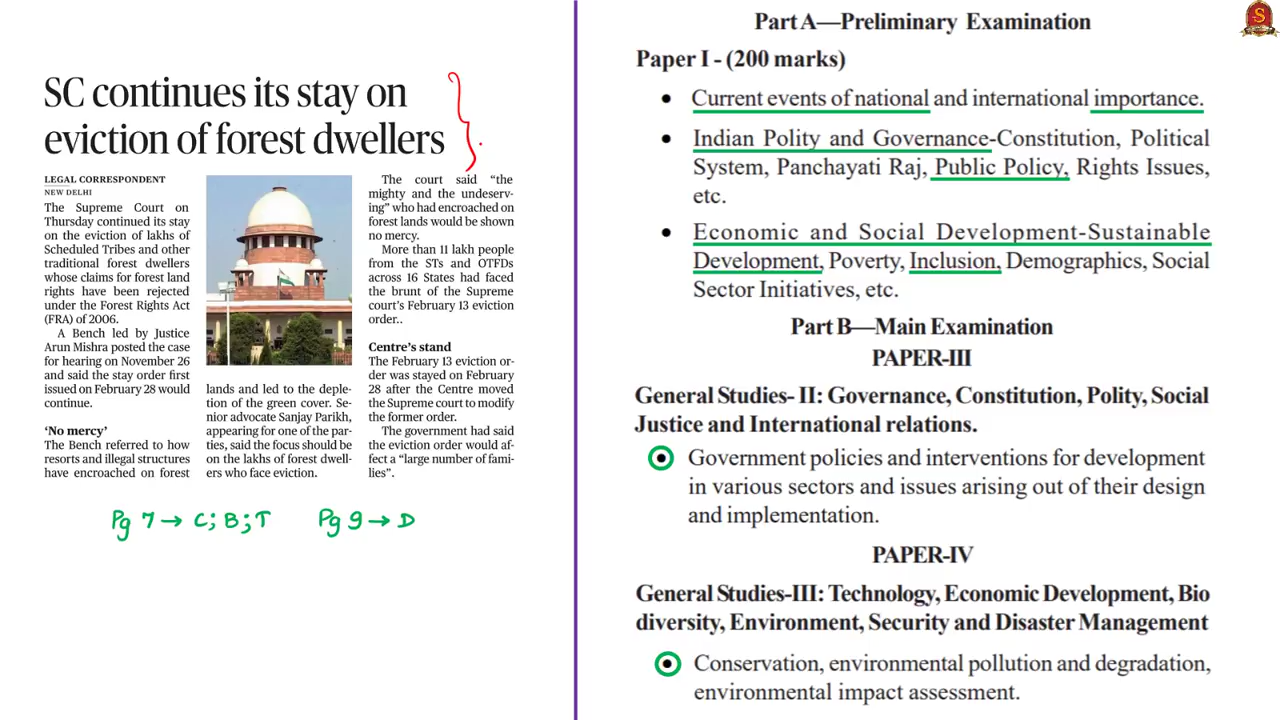 SC continues its stay on
eviction of forest dwellers
LEGAL CORRESPONDENT
NEW DELHI
The Supreme Court on
Thursday continued its stay
on the eviction of lakhs of
Scheduled Tribes and other
traditional forest dwellers
whose claims for forest land
rights have been rejected
under the Forest Rights Act
(FRA) of 2006.
A Bench led by Justice
Arun Mishra posted the case
for hearing on November 26
and said the stay order first
issued on February 28 would
continue.
‘No mercy’
The Bench referred to how
resorts and illegal structures
have encroached on forest
lands and led to the deple-
tion of the green cover. Se-
nior advocate Sanjay Parikh,
appearing for one of the par-
ties, said the focus should be
on the lakhs of forest dwell-
ers who face eviction.
The court said “the
mighty and the undeserv-
ing” who had encroached on
forest lands would be shown
no mercy.
More than 11 lakh people
from the STs and OTFDs
across 16 States had faced
the brunt of the Supreme
court’s February 13 eviction
order..
Centre’s stand
The February 13 eviction or-
der was stayed on February
28 after the Centre moved
the Supreme court to modify
the former order.
The government had said
the eviction order would af-
fect a “large number of fami-
lies”.
Pg 7 → C; B; T Pg 9 → D
Part A—Preliminary Examination
Paper I - (200 marks)
• Current events of national and international importance.
• Indian Polity and Governance-Constitution, Political
System, Panchayati Raj, Public Policy, Rights Issues,
etc.
• Economic and Social Development-Sustainable
Development, Poverty, Inclusion, Demographics, Social
Sector Initiatives, etc.
Part B—Main Examination
PAPER-III
General Studies- II: Governance, Constitution, Polity, Social
Justice and International relations.
• Government policies and interventions for development
in various sectors and issues arising out of their design
and implementation.
PAPER-IV
General Studies-III: Technology, Economic Development, Bio
diversity, Environment, Security and Disaster Management
• Conservation, environmental pollution and degradation,
environmental impact assessment.